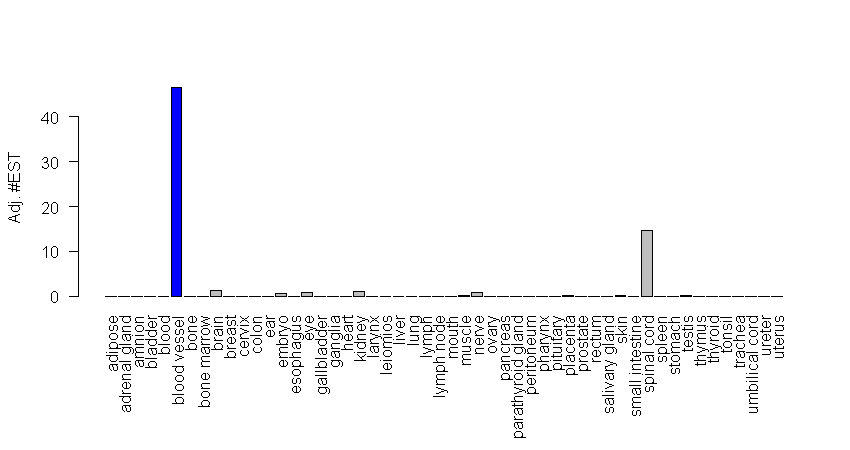 Adj. #EST
40
30
20
10
0
adipose
adrenal gland
amnion
bladder
blood
blood vessel
bone
bone marrow
brain
breast
cervix
colon
ear
embryo
esophagus
eye
gallbladder
ganglia
heart
kidney
larynx
leiomios
liver
lung
lymph
lymph node
mouth
muscle
nerve
ovary
pancreas
parathyroid gland
peritoneum
pharynx
pituitary
placenta
prostate
rectum
salivary gland
skin
small intestine
spinal cord
spleen
stomach
testis
thymus
thyroid
tonsil
trachea
umbilical cord
ureter
uterus